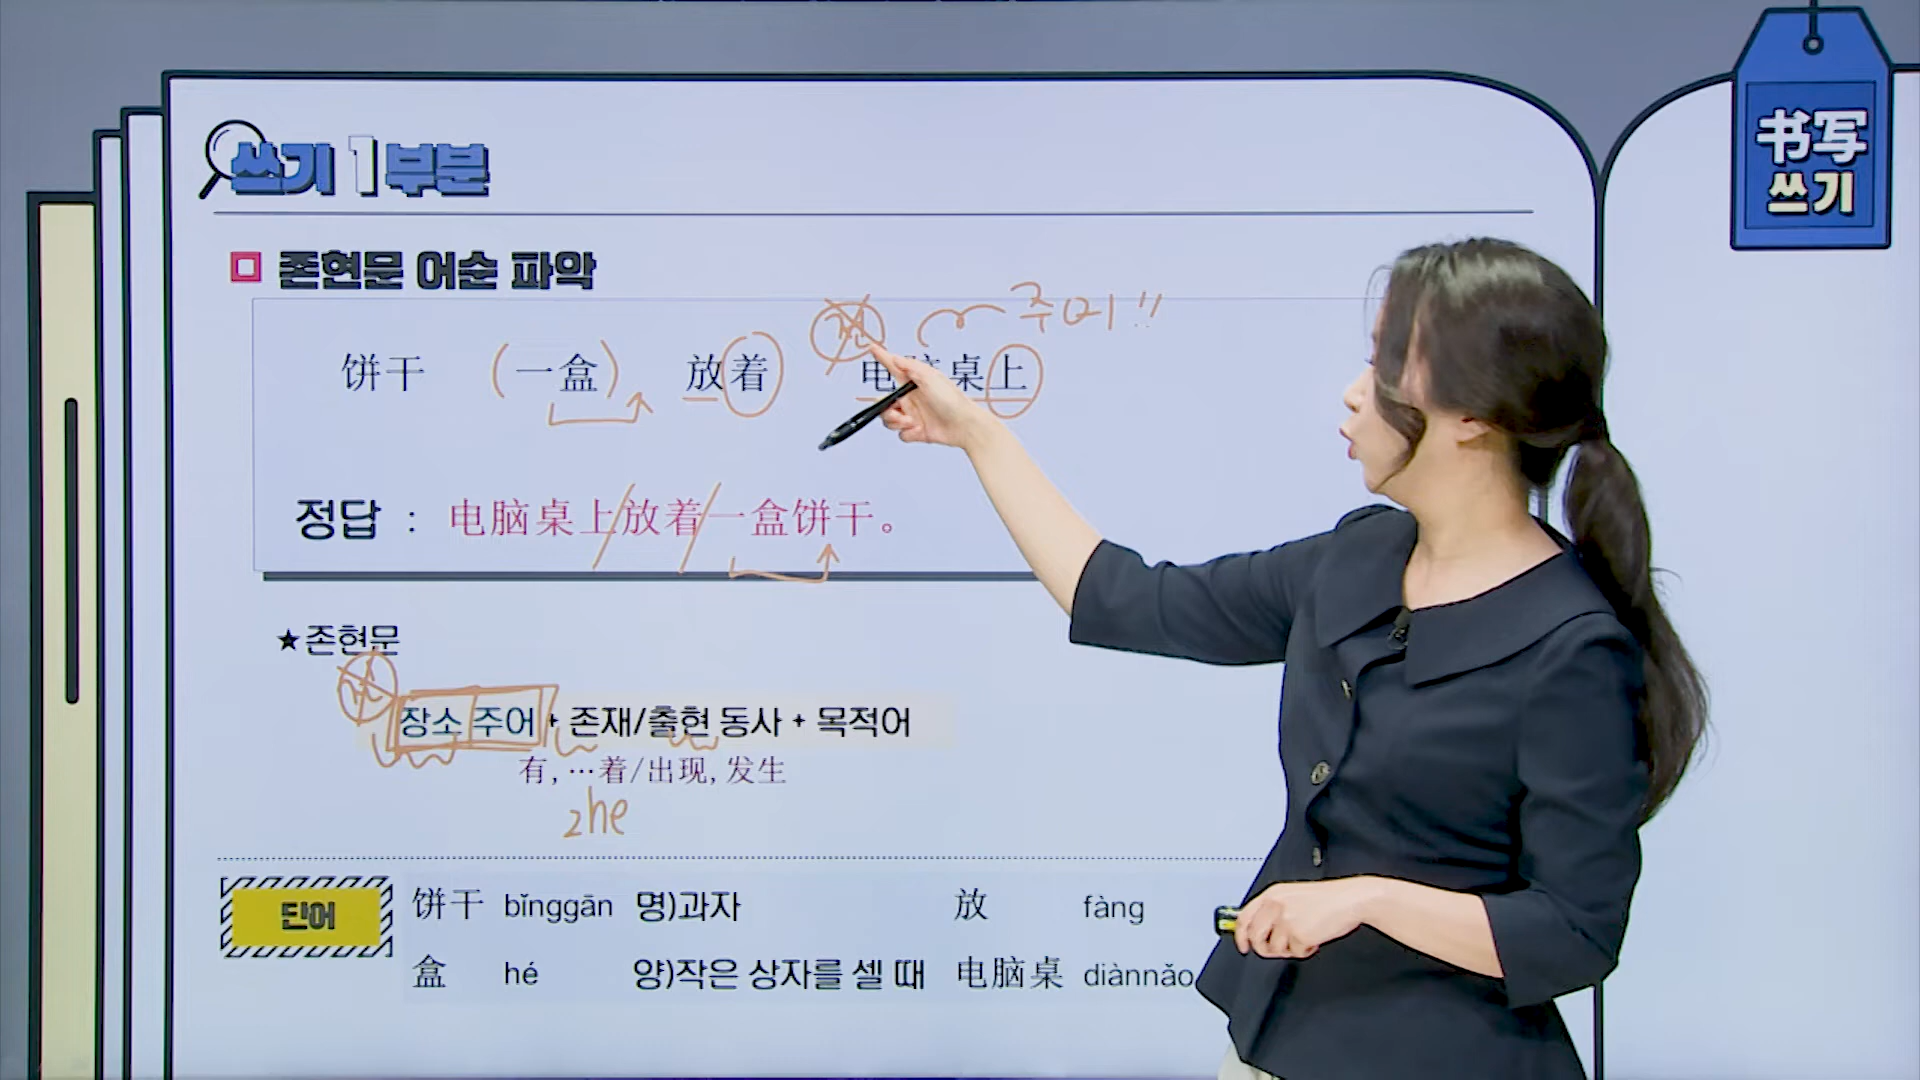 书写
쓰기
쓰기 1 부분
존현문 어순 파악
주어!!
饼干 (一盒) 放着 电脑桌上
정답 : 电脑桌上/放着/一盒饼干。
★존현문
장소 주어 + 존재/출현 동사 + 목적어
有, …着/出现, 发生
zhe
단어
饼干 bǐnggān 명)과자 放 fàng
盒 hé 양)작은 상자를 셀 때 电脑桌 diànnǎo